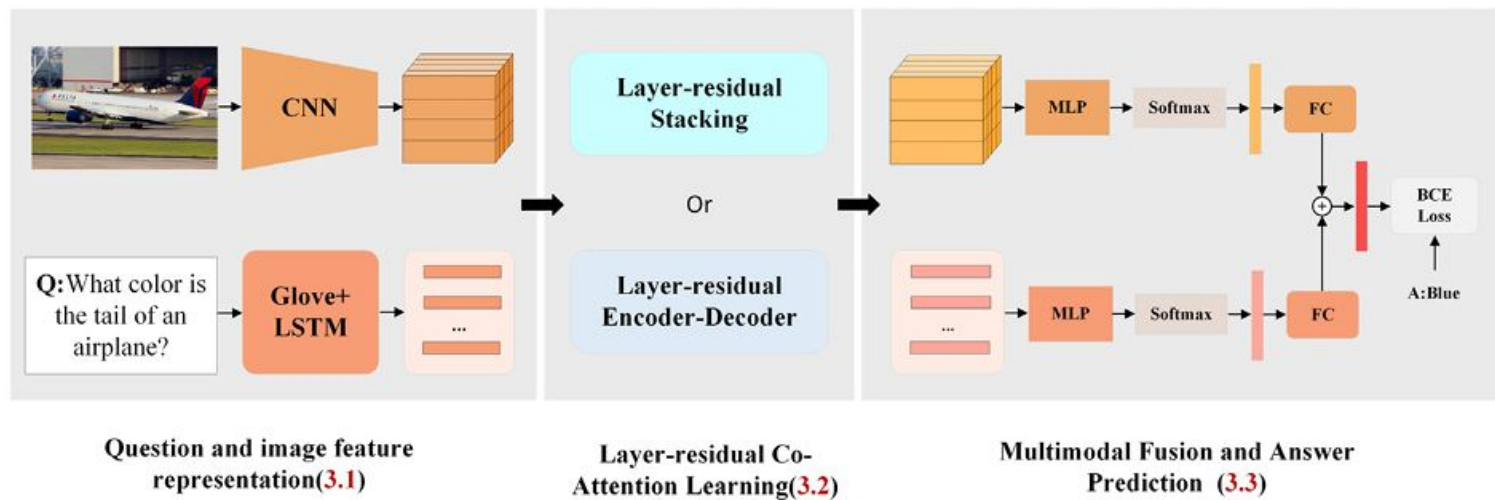 CNN
Layer-residual
Stacking
MLP
Softmax
FC
Or
BCE
Loss
Q:What color is
the tail of an
airplane?
Glove+
LSTM
...
Layer-residual
Encoder-Decoder
...
MLP
Softmax
FC
A:Blue
Question and image feature
representation(3.1)
Layer-residual Co-
Attention Learning(3.2)
Multimodal Fusion and Answer
Prediction (3.3)